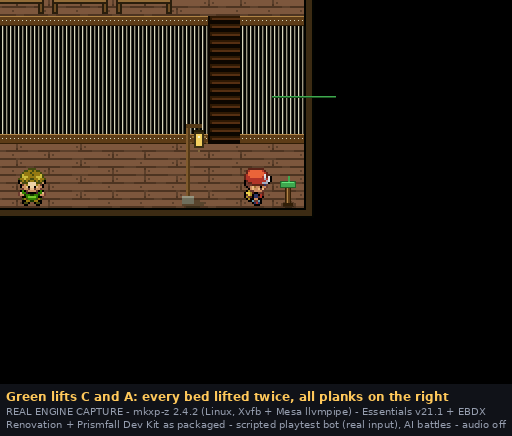 Green lifts C and A: every bed lifted twice, all planks on the right
REAL ENGINE CAPTURE - mkxp-z 2.4.2 (Linux, Xvfb + Mesa llvmpipe) - Essentials v21.1 + EBDX
Renovation + Prismfall Dev Kit as packaged - scripted playtest bot (real input), AI battles - audio off